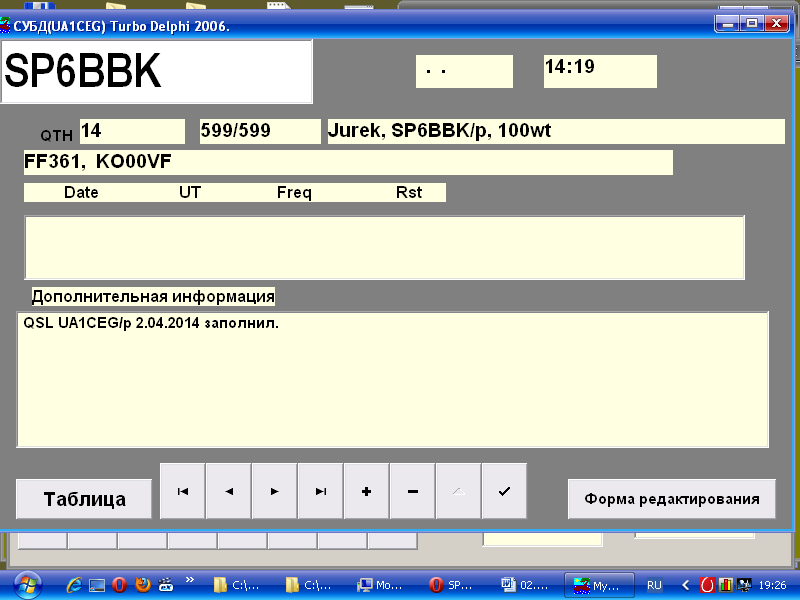 СУБД(UA1CEG) Turbo Delphi 2006.
SP6BBK
. .
14:19
QTH 14 599/599 Jurek, SP6BBK/p, 100wt
FF361, KO00VF
Date UT Freq Rst
Дополнительная информация
QSL UA1CEG/p 2.04.2014 заполнил.
Таблица
Форма редактирования
C:\... C:\... Mo... SP... 02.... Му... RU 19:26